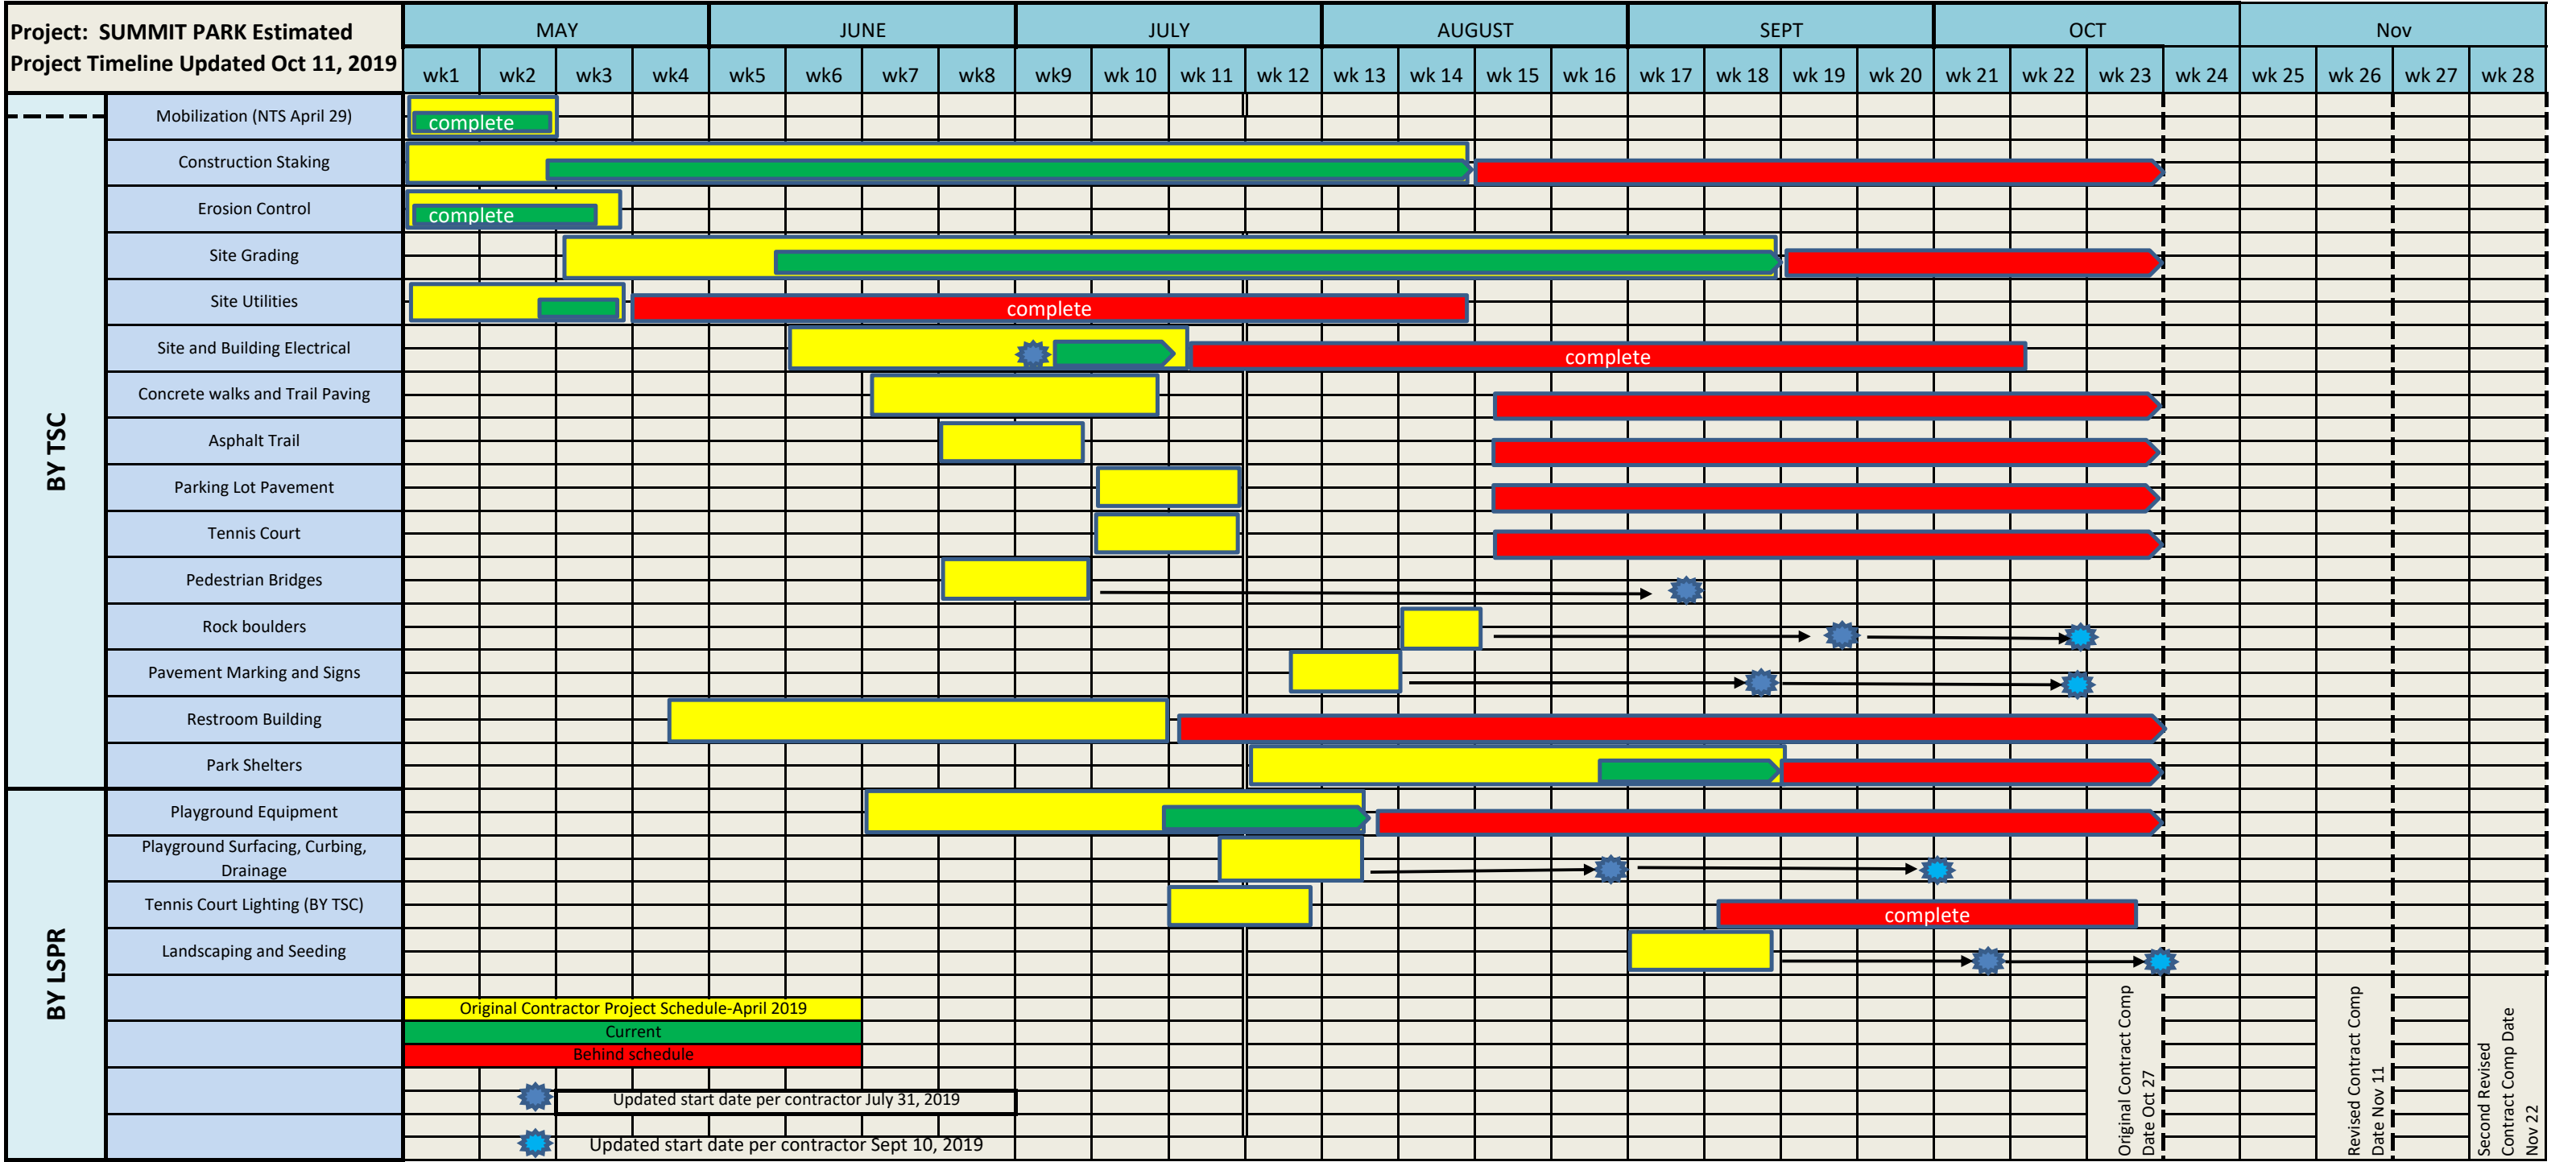 Project:  SUMMIT PARK Estimated
Project Timeline Updated Oct 11, 2019
MAY
JUNE
JULY
AUGUST
SEPT
OCT
Nov
wk1
wk2
wk3
wk4
wk5
wk6
wk7
wk8
wk9
wk 10
wk 11
wk 12
wk 13
wk 14
wk 15
wk 16
wk 17
wk 18
wk 19
wk 20
wk 21
wk 22
wk 23
wk 24
wk 25
wk 26
wk 27
wk 28
BY TSC
Mobilization (NTS April 29)
complete
Construction Staking
Erosion Control
complete
Site Grading
Site Utilities
complete
Site and Building Electrical
complete
Concrete walks and Trail Paving
Asphalt Trail
Parking Lot Pavement
Tennis Court
Pedestrian Bridges
Rock boulders
Pavement Marking and Signs
Restroom Building
Park Shelters
BY LSPR
Playground Equipment
Playground Surfacing, Curbing,
Drainage
Tennis Court Lighting (BY TSC)
complete
Landscaping and Seeding
Original Contractor Project Schedule-April 2019
Current
Behind schedule
Updated start date per contractor July 31, 2019
Updated start date per contractor Sept 10, 2019
Original Contract Comp
Date Oct 27
Revised Contract Comp
Date Nov 11
Second Revised
Contract Comp Date
Nov 22